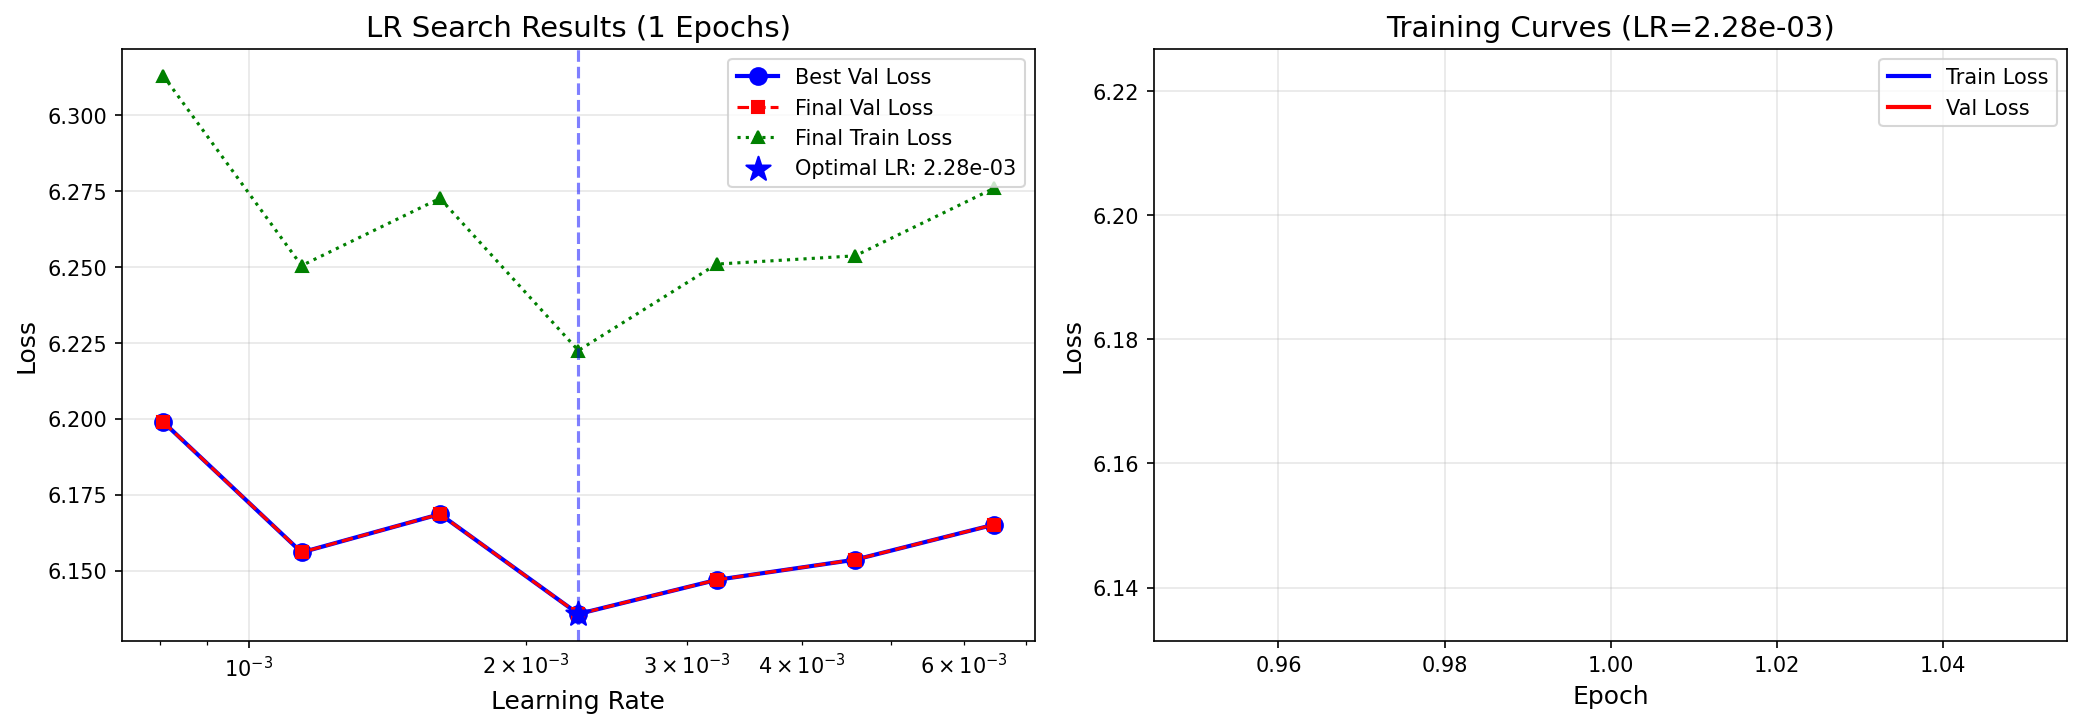 LR Search Results (1 Epochs)
Best Val Loss
Final Val Loss
Final Train Loss
Optimal LR: 2.28e-03
6.300
6.275
6.250
6.225
6.200
6.175
6.150
Loss
10⁻³
2 × 10⁻³
3 × 10⁻³
4 × 10⁻³
6 × 10⁻³
Learning Rate
Training Curves (LR=2.28e-03)
Train Loss
Val Loss
6.22
6.20
6.18
6.16
6.14
Loss
0.96
0.98
1.00
1.02
1.04
Epoch